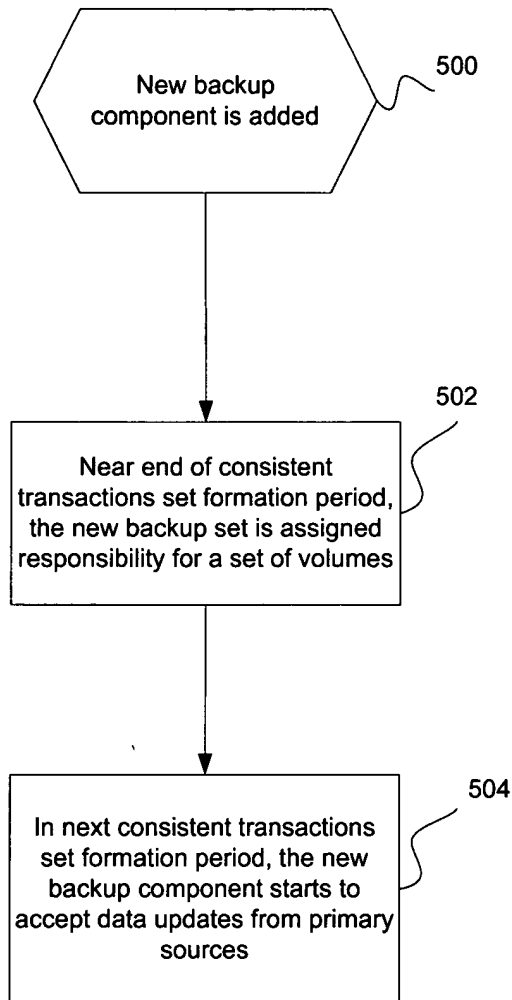 New backup
component is added
500
502
Near end of consistent
transactions set formation period,
the new backup set is assigned
responsibility for a set of volumes
504
In next consistent transactions
set formation period, the new
backup component starts to
accept data updates from primary
sources